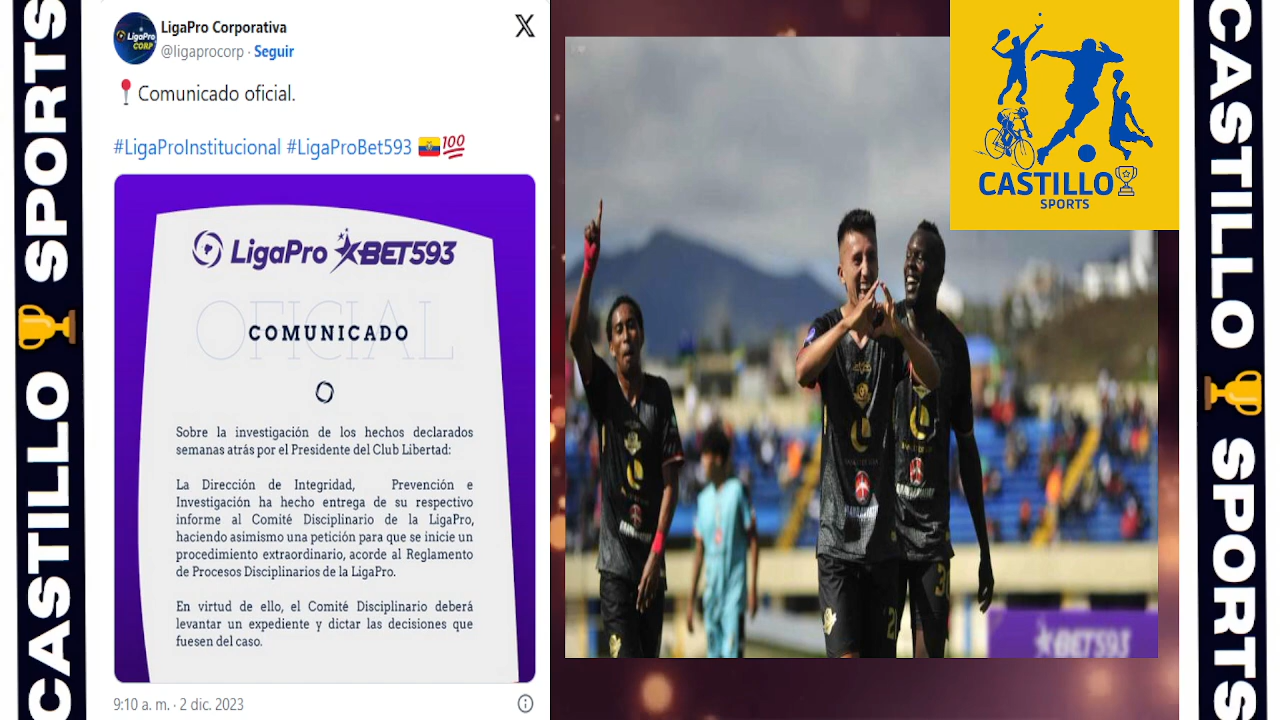 CASTILLO SPORTS
LigaPro
CORP
LigaPro Corporativa
@ligaprocorp · Seguir
Comunicado oficial.
#LigaProInstitucional #LigaProBet593
LigaPro BET593
OFICIAL
COMUNICADO
Sobre la investigación de los hechos declarados
semanas atrás por el Presidente del Club Libertad:
La Dirección de Integridad, Prevención e
Investigación ha hecho entrega de su respectivo
informe al Comité Disciplinario de la LigaPro,
haciendo asimismo una petición para que se inicie un
procedimiento extraordinario, acorde al Reglamento
de Procesos Disciplinarios de la LigaPro.
En virtud de ello, el Comité Disciplinario deberá
levantar un expediente y dictar las decisiones que
fuesen del caso.
9:10 a. m. · 2 dic. 2023
CASTILLO
SPORTS
BET593
CASTILLO SPORTS